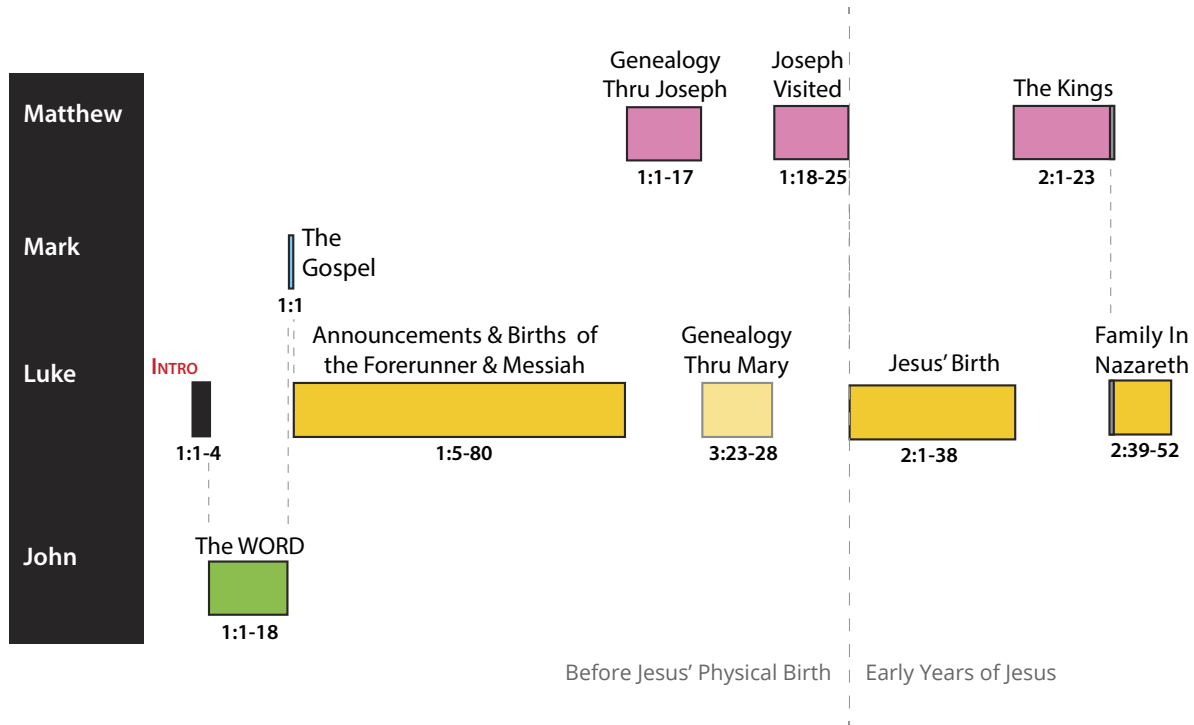 Genealogy
Thru Joseph
Joseph
Visited
The Kings
Matthew
1:1-17
1:18-25
2:1-23
Mark
The
Gospel
1:1
Announcements & Births of
the Forerunner & Messiah
Genealogy
Thru Mary
Jesus' Birth
Family In
Nazareth
Luke
INTRO
1:1-4
1:5-80
3:23-28
2:1-38
2:39-52
John
The WORD
1:1-18
Before Jesus' Physical Birth
Early Years of Jesus